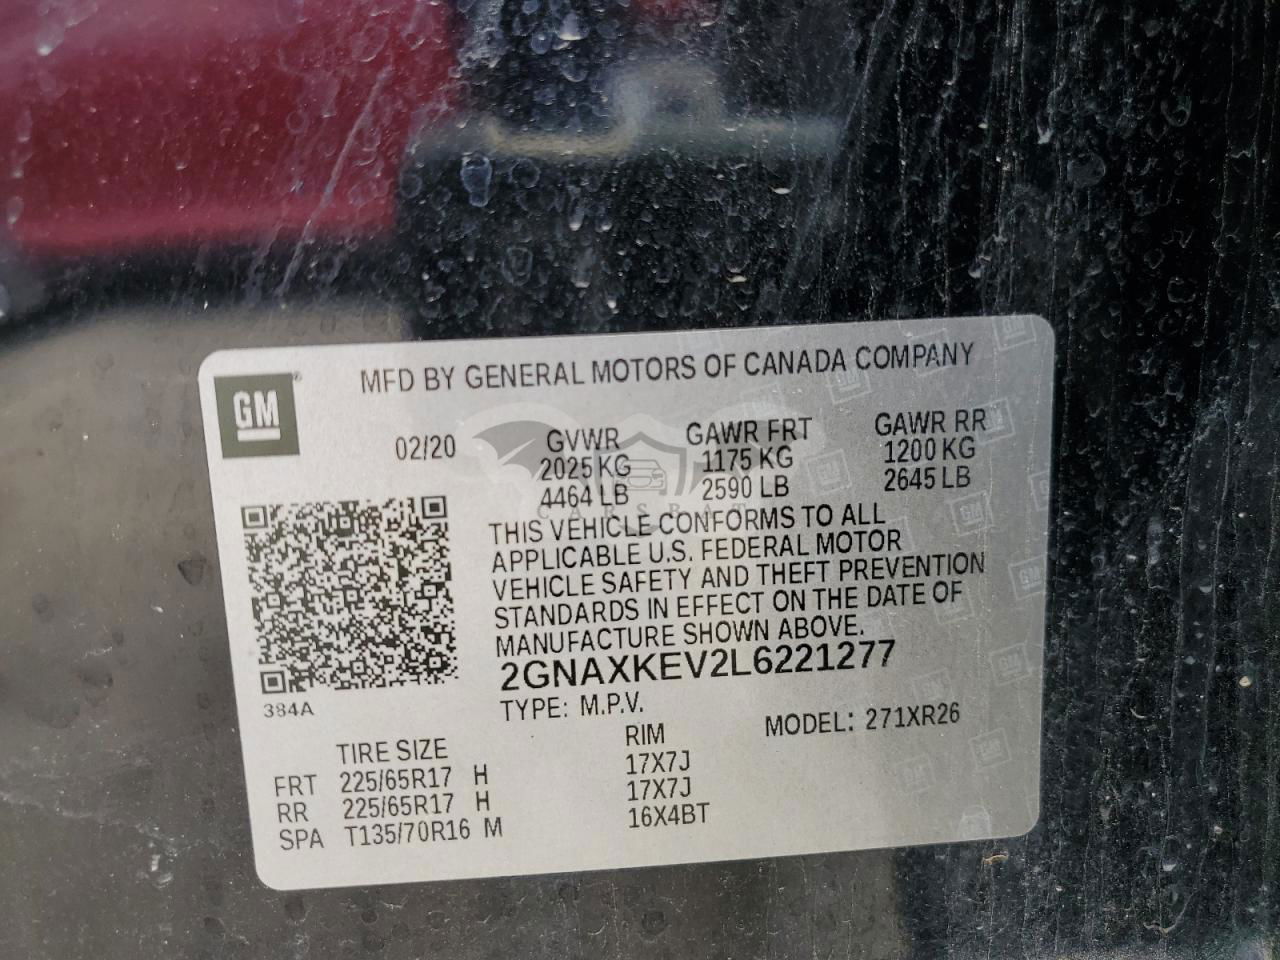 GM
MFD BY GENERAL MOTORS OF CANADA COMPANY
02/20 GVWR GAWR FRT GAWR RR
2025 KG 1175 KG 1200 KG
4464 LB 2590 LB 2645 LB
CARSBAT
THIS VEHICLE CONFORMS TO ALL
APPLICABLE U.S. FEDERAL MOTOR
VEHICLE SAFETY AND THEFT PREVENTION
STANDARDS IN EFFECT ON THE DATE OF
MANUFACTURE SHOWN ABOVE.
2GNAXKEV2L6221277
384A
TYPE: M.P.V. MODEL: 271XR26
TIRE SIZE RIM
FRT 225/65R17 H 17X7J
RR 225/65R17 H 17X7J
SPA T135/70R16 M 16X4BT